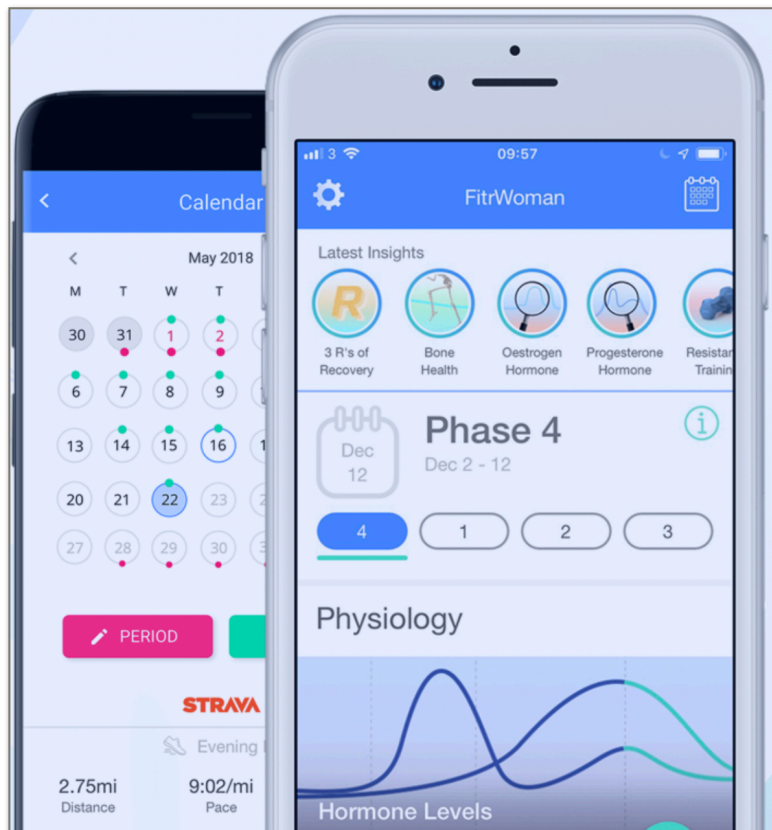 Calendar
May 2018
M T W T
30 31 1 2
6 7 8 9
13 14 15 16
20 21 22 23
27 28 29 30
PERIOD
STRAVA
Evening
2.75mi 9:02/mi
Distance Pace
3 09:57
FitrWoman
Latest Insights
R
3 R's of Recovery
Bone Health
Oestrogen Hormone
Progesterone Hormone
Dec 12
Phase 4
Dec 2 - 12
i
4 1 2 3
Physiology
Hormone Levels